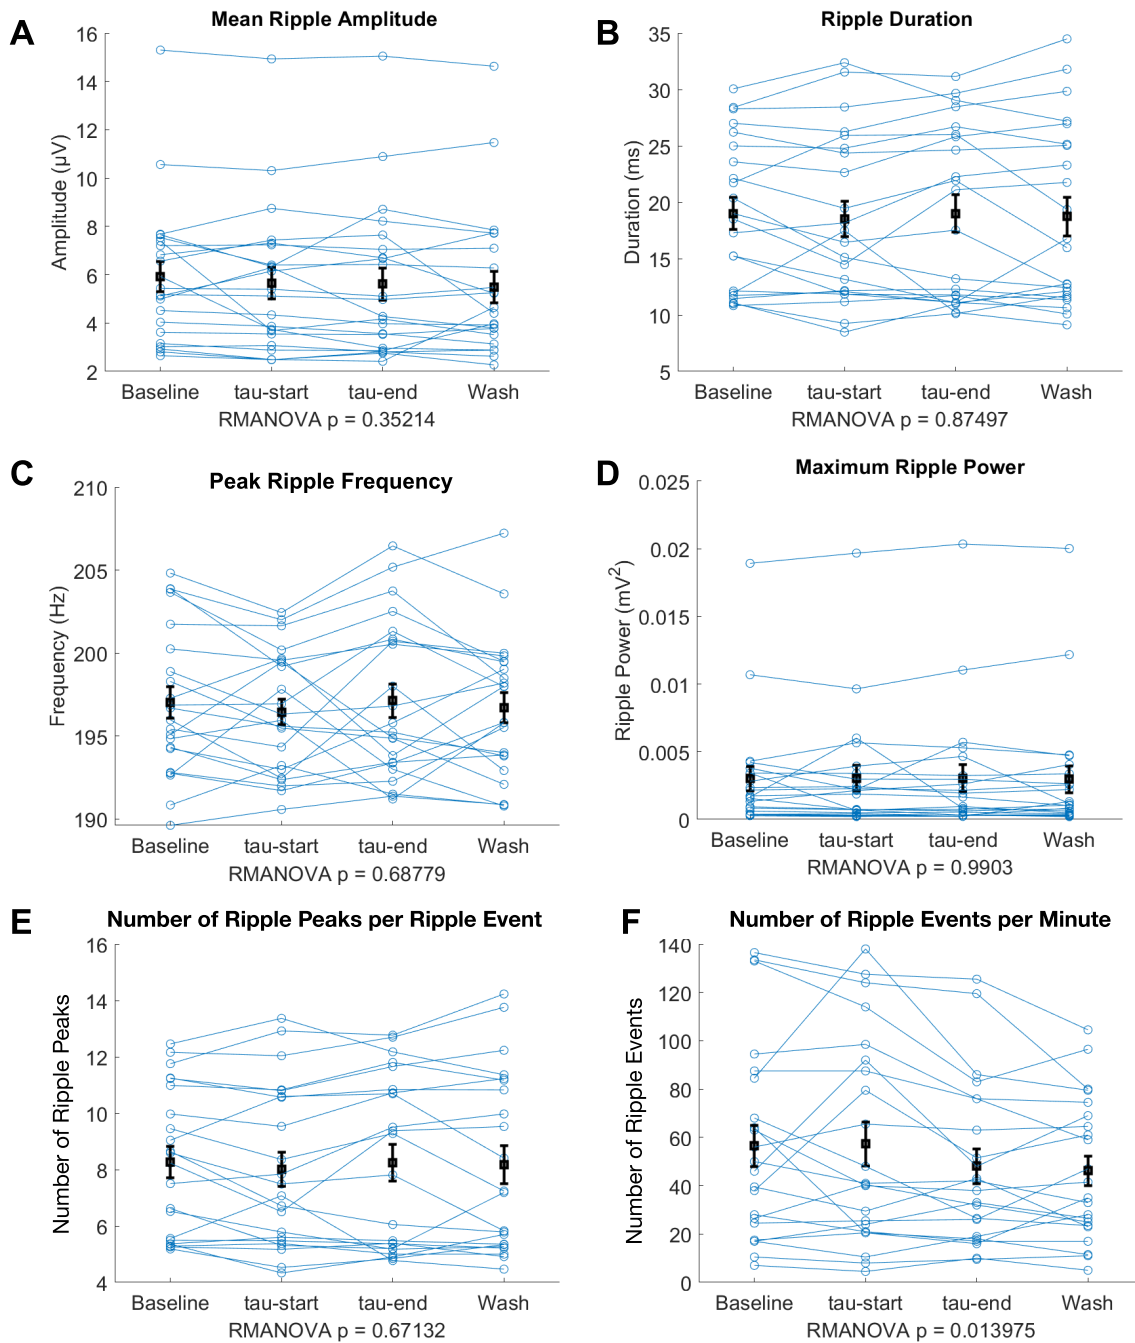 A
Mean Ripple Amplitude
16
14
12
10
8
6
4
2
Amplitude (µV)
Baseline tau-start tau-end Wash
RMANOVA p = 0.35214
B
Ripple Duration
35
30
25
20
15
10
5
Duration (ms)
Baseline tau-start tau-end Wash
RMANOVA p = 0.87497
C
Peak Ripple Frequency
210
205
200
195
190
Frequency (Hz)
Baseline tau-start tau-end Wash
RMANOVA p = 0.68779
D
Maximum Ripple Power
0.025
0.02
0.015
0.01
0.005
0
Ripple Power (mV²)
Baseline tau-start tau-end Wash
RMANOVA p = 0.9903
E
Number of Ripple Peaks per Ripple Event
16
14
12
10
8
6
4
Number of Ripple Peaks
Baseline tau-start tau-end Wash
RMANOVA p = 0.67132
F
Number of Ripple Events per Minute
140
120
100
80
60
40
20
0
Number of Ripple Events
Baseline tau-start tau-end Wash
RMANOVA p = 0.013975